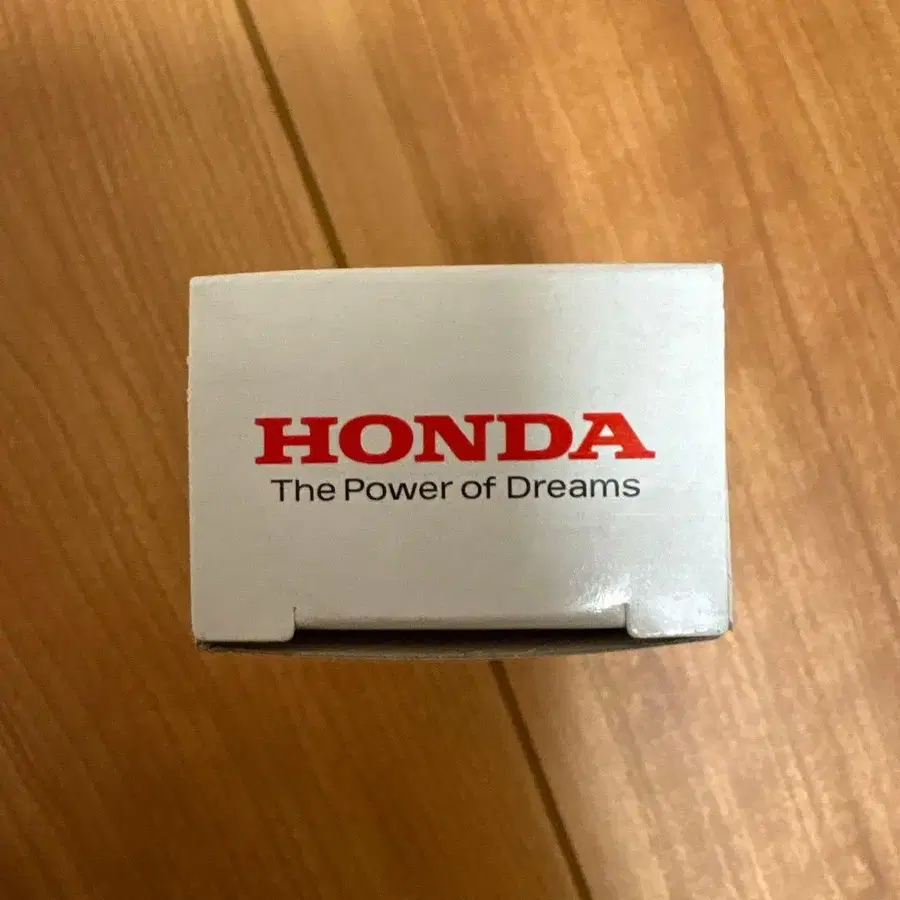 HONDA
The Power of Dreams